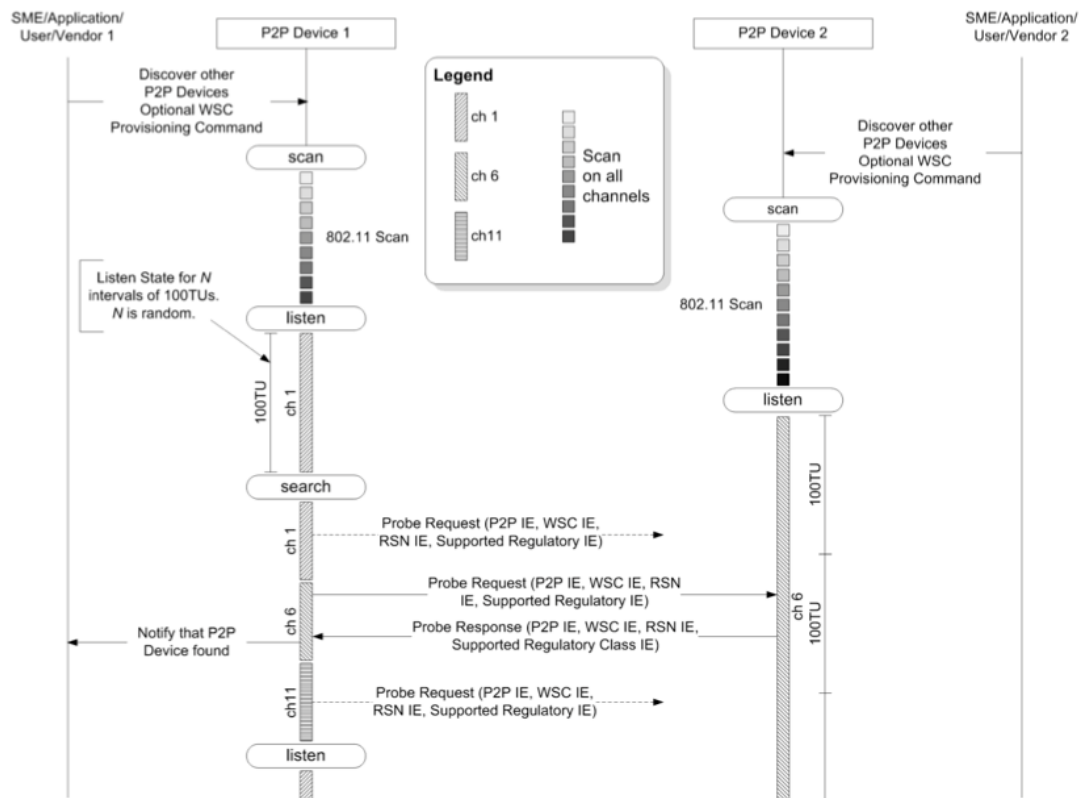 SME/Application/
User/Vendor 1
P2P Device 1
P2P Device 2
SME/Application/
User/Vendor 2
Discover other
P2P Devices
Optional WSC
Provisioning Command
Legend
ch 1
ch 6
ch11
Scan
on all
channels
Discover other
P2P Devices
Optional WSC
Provisioning Command
scan
802.11 Scan
scan
802.11 Scan
Listen State for N
intervals of 100TUs.
N is random.
listen
100TU
ch 1
listen
100TU
search
ch 1
Probe Request (P2P IE, WSC IE,
RSN IE, Supported Regulatory IE)
ch 6
Probe Request (P2P IE, WSC IE, RSN
IE, Supported Regulatory IE)
ch 6
100TU
Notify that P2P
Device found
Probe Response (P2P IE, WSC IE, RSN IE,
Supported Regulatory Class IE)
ch11
Probe Request (P2P IE, WSC IE,
RSN IE, Supported Regulatory IE)
listen